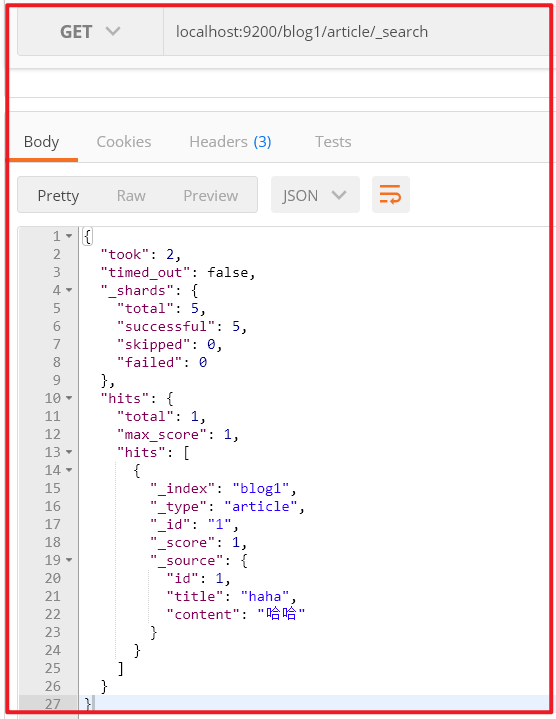 GET localhost:9200/blog1/article/_search
Body Cookies Headers (3) Tests
Pretty Raw Preview JSON
1 {
2 "took": 2,
3 "timed_out": false,
4 "_shards": {
5 "total": 5,
6 "successful": 5,
7 "skipped": 0,
8 "failed": 0
9 },
10 "hits": {
11 "total": 1,
12 "max_score": 1,
13 "hits": [
14 {
15 "_index": "blog1",
16 "_type": "article",
17 "_id": "1",
18 "_score": 1,
19 "_source": {
20 "id": 1,
21 "title": "haha",
22 "content": "哈哈"
23 }
24 }
25 ]
26 }
27 }